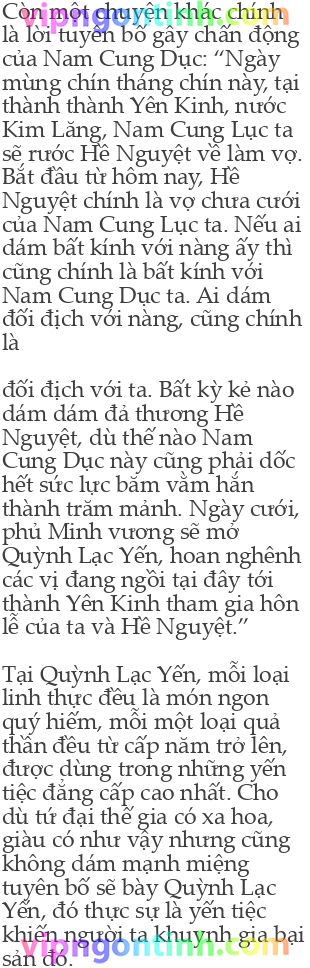 Còn một chuyện khác chính
là lời tuyên bố gây chấn động
của Nam Cung Dục: “Ngày
mùng chín tháng chín này, tại
thành thành Yên Kinh, nước
Kim Lăng, Nam Cung Lục ta
sẽ rước Hề Nguyệt về làm vợ.
Bắt đầu từ hôm nay, Hề
Nguyệt chính là vợ chưa cưới
của Nam Cung Lục ta. Nếu ai
dám bất kính với nàng ấy thì
cũng chính là bất kính với
Nam Cung Dục ta. Ai dám
đối địch với nàng, cũng chính
là
đối địch với ta. Bất kỳ kẻ nào
dám dám đả thương Hề
Nguyệt, dù thế nào Nam
Cung Dục này cũng phải dốc
hết sức lực băm vằm hắn
thành trăm mảnh. Ngày cưới,
phủ Minh vương sẽ mở
Quỳnh Lạc Yến, hoan nghênh
các vị đang ngồi tại đây tới
thành Yên Kinh tham gia hôn
lễ của ta và Hề Nguyệt.”
Tại Quỳnh Lạc Yến, mỗi loại
linh thực đều là món ngon
quý hiếm, mỗi một loại quả
thần đều từ cấp năm trở lên,
được dùng trong những yến
tiệc đẳng cấp cao nhất. Cho
dù tứ đại thế gia có xa hoa,
giàu có như vậy nhưng cũng
không dám mạnh miệng
tuyên bố sẽ bày Quỳnh Lạc
Yến, đó thực sự là yến tiệc
khiến người ta khuynh gia bại
sản đó.
vipngontinh.com
vipngontinh.com